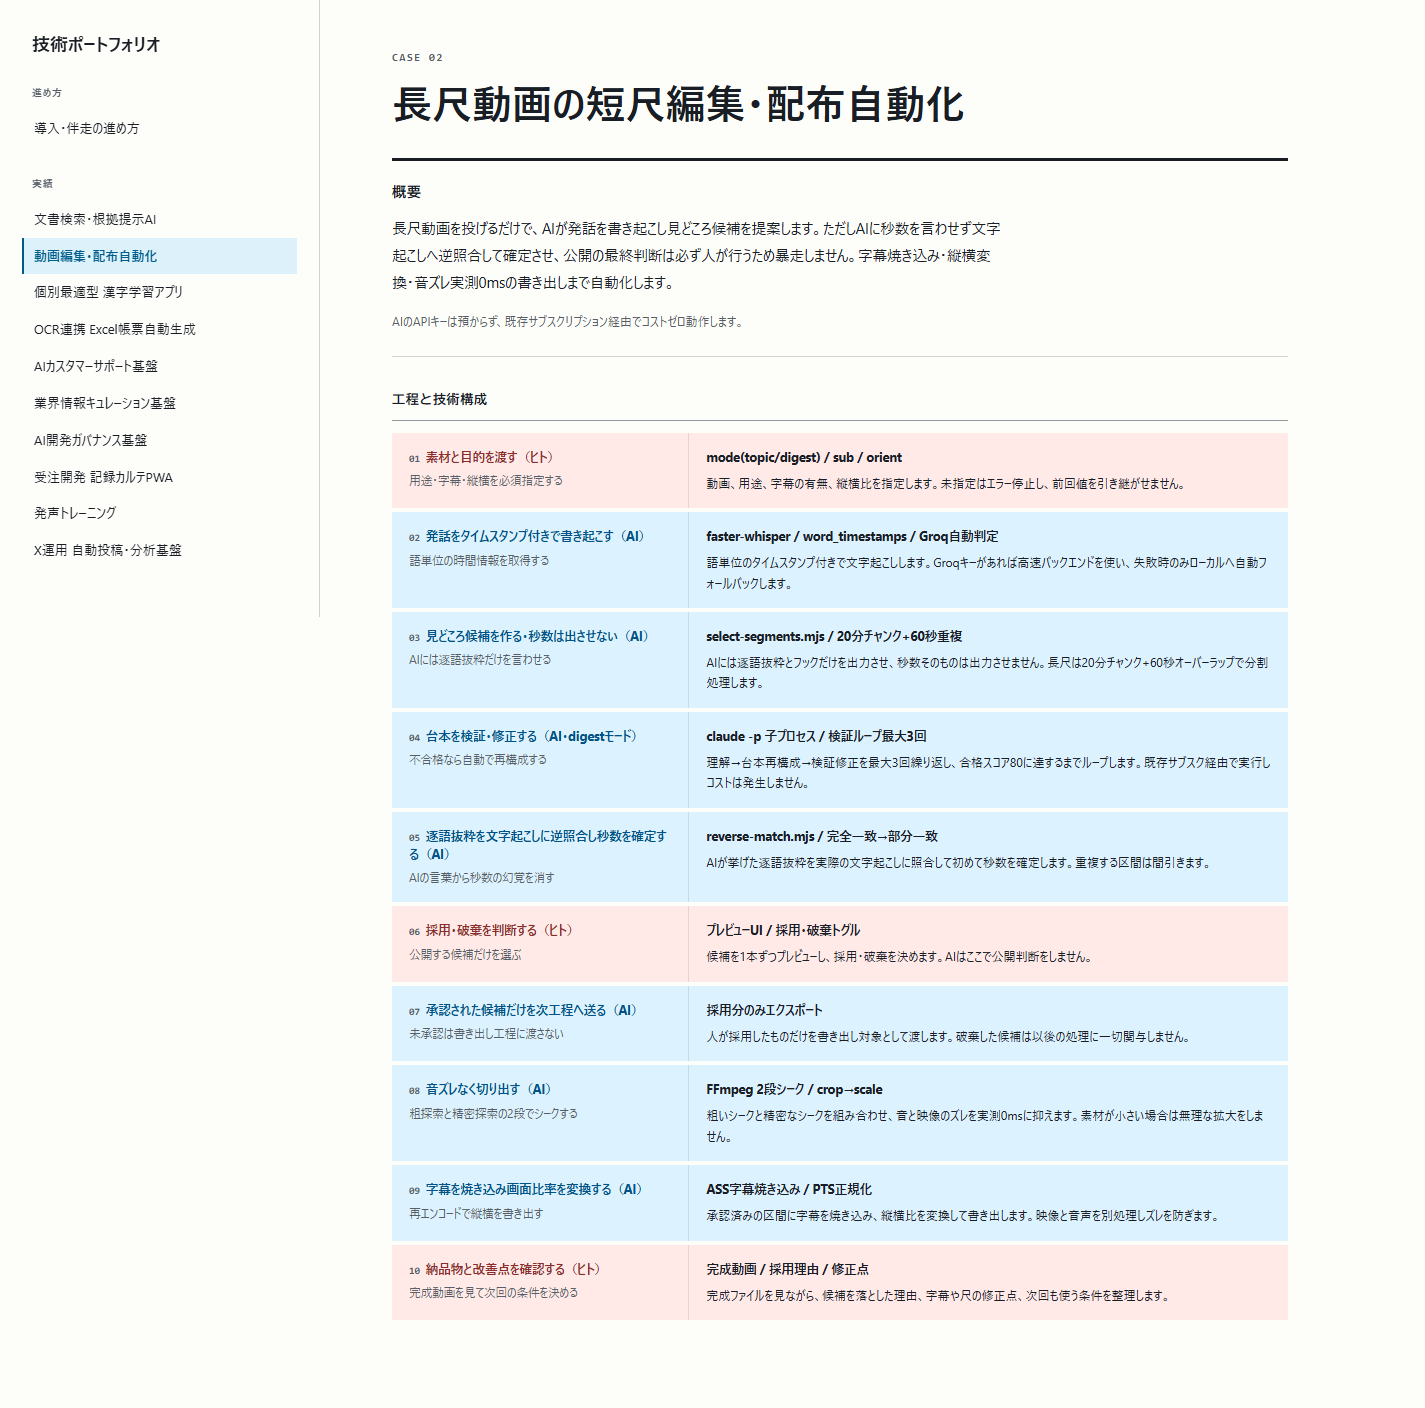 技術ポートフォリオ
進め方
導入・伴走の進め方
実績
文書検索・根拠提示AI
動画編集・配布自動化
個別最適型 漢字学習アプリ
OCR連携 Excel帳票自動生成
AIカスタマーサポート基盤
業界情報キュレーション基盤
AI開発ガバナンス基盤
受注開発 記録カルテPWA
発声トレーニング
X運用 自動投稿・分析基盤
CASE 02
長尺動画の短尺編集・配布自動化
概要
長尺動画を投げるだけで、AIが発話を書き起こし見どころ候補を提案します。ただしAIに秒数を言わせず文字
起こしへ逆照合して確定させ、公開の最終判断は必ず人が行うため暴走しません。字幕焼き込み・縦横変
換・音ズレ実測0msの書き出しまで自動化します。
AIのAPIキーは預からず、既存サブスクリプション経由でコストゼロ動作します。
工程と技術構成
01 素材と目的を渡す（ヒト）
用途・字幕・縦横を必須指定する
mode(topic/digest) / sub / orient
動画、用途、字幕の有無、縦横比を指定します。未指定はエラー停止し、前回値を引き継がせません。
02 発話をタイムスタンプ付きで書き起こす（AI）
語単位の時間情報を取得する
faster-whisper / word_timestamps / Groq自動判定
語単位のタイムスタンプ付きで文字起こしします。Groqキーがあれば高速バックエンドを使い、失敗時のみローカルへ自動フ
ォールバックします。
03 見どころ候補を作る・秒数は出させない（AI）
AIには逐語抜粋だけを言わせる
select-segments.mjs / 20分チャンク+60秒重複
AIには逐語抜粋とフックだけを出力させ、秒数そのものは出力させません。長尺は20分チャンク+60秒オーバーラップで分割
処理します。
04 台本を検証・修正する（AI・digestモード）
不合格なら自動で再構成する
claude -p 子プロセス / 検証ループ最大3回
理解→台本再構成→検証修正を最大3回繰り返し、合格スコア80に達するまでループします。既存サブスク経由で実行し
コストは発生しません。
05 逐語抜粋を文字起こしに逆照合し秒数を確定す
る（AI）
AIの言葉から秒数の幻覚を消す
reverse-match.mjs / 完全一致→部分一致
AIが挙げた逐語抜粋を実際の文字起こしに照合して初めて秒数を確定します。重複する区間は間引きます。
06 採用・破棄を判断する（ヒト）
公開する候補だけを選ぶ
プレビューUI / 採用・破棄トグル
候補を1本ずつプレビューし、採用・破棄を決めます。AIはここで公開判断をしません。
07 承認された候補だけを次工程へ送る（AI）
未承認は書き出し工程に渡さない
採用分のみエクスポート
人が採用したものだけを書き出し対象として渡します。破棄した候補は以後の処理に一切関与しません。
08 音ズレなく切り出す（AI）
粗探索と精密探索の2段でシークする
FFmpeg 2段シーク / crop→scale
粗いシークと精密なシークを組み合わせ、音と映像のズレを実測0msに抑えます。素材が小さい場合は無理な拡大をしま
せん。
09 字幕を焼き込み画面比率を変換する（AI）
再エンコードで縦横を書き出す
ASS字幕焼き込み / PTS正規化
承認済みの区間に字幕を焼き込み、縦横比を変換して書き出します。映像と音声を別処理しズレを防ぎます。
10 納品物と改善点を確認する（ヒト）
完成動画を見て次回の条件を決める
完成動画 / 採用理由 / 修正点
完成ファイルを見ながら、候補を落とした理由、字幕や尺の修正点、次回も使う条件を整理します。